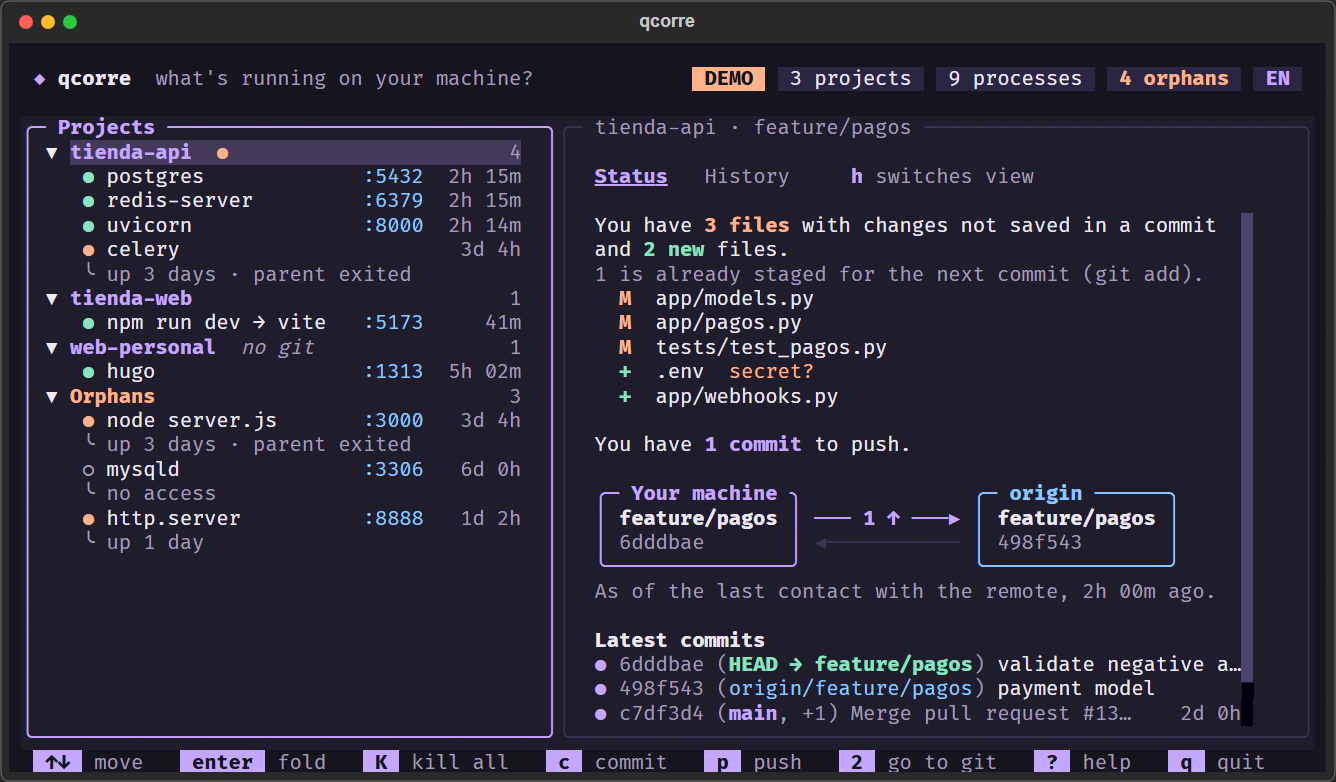 qcorre
◆ qcorre what's running on your machine? DEMO 3 projects 9 processes 4 orphans EN
Projects
▼ tienda-api ● 4
● postgres :5432 2h 15m
● redis-server :6379 2h 15m
● uvicorn :8000 2h 14m
● celery 3d 4h
╰ up 3 days · parent exited
▼ tienda-web 1
● npm run dev → vite :5173 41m
▼ web-personal no git 1
● hugo :1313 5h 02m
▼ Orphans 3
● node server.js :3000 3d 4h
╰ up 3 days · parent exited
○ mysqld :3306 6d 0h
╰ no access
● http.server :8888 1d 2h
╰ up 1 day
tienda-api · feature/pagos
Status History h switches view
You have 3 files with changes not saved in a commit
and 2 new files.
1 is already staged for the next commit (git add).
M app/models.py
M app/pagos.py
M tests/test_pagos.py
+ .env secret?
+ app/webhooks.py
You have 1 commit to push.
Your machine origin
feature/pagos 1 ↑ feature/pagos
6dddbae 498f543
As of the last contact with the remote, 2h 00m ago.
Latest commits
● 6dddbae (HEAD → feature/pagos) validate negative a…
● 498f543 (origin/feature/pagos) payment model
● c7df3d4 (main, +1) Merge pull request #13… 2d 0h
↑↓ move enter fold K kill all c commit p push 2 go to git ? help q quit